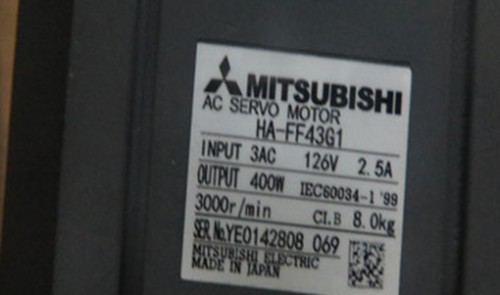 MITSUBISHI
AC SERVO MOTOR
HA-FF43G1
INPUT 3AC 126V 2.5A
OUTPUT 400W IEC60034-1 '99
3000r/min CI.B 8.0kg
SER.No.YE0142808 069
MITSUBISHI ELECTRIC
MADE IN JAPAN